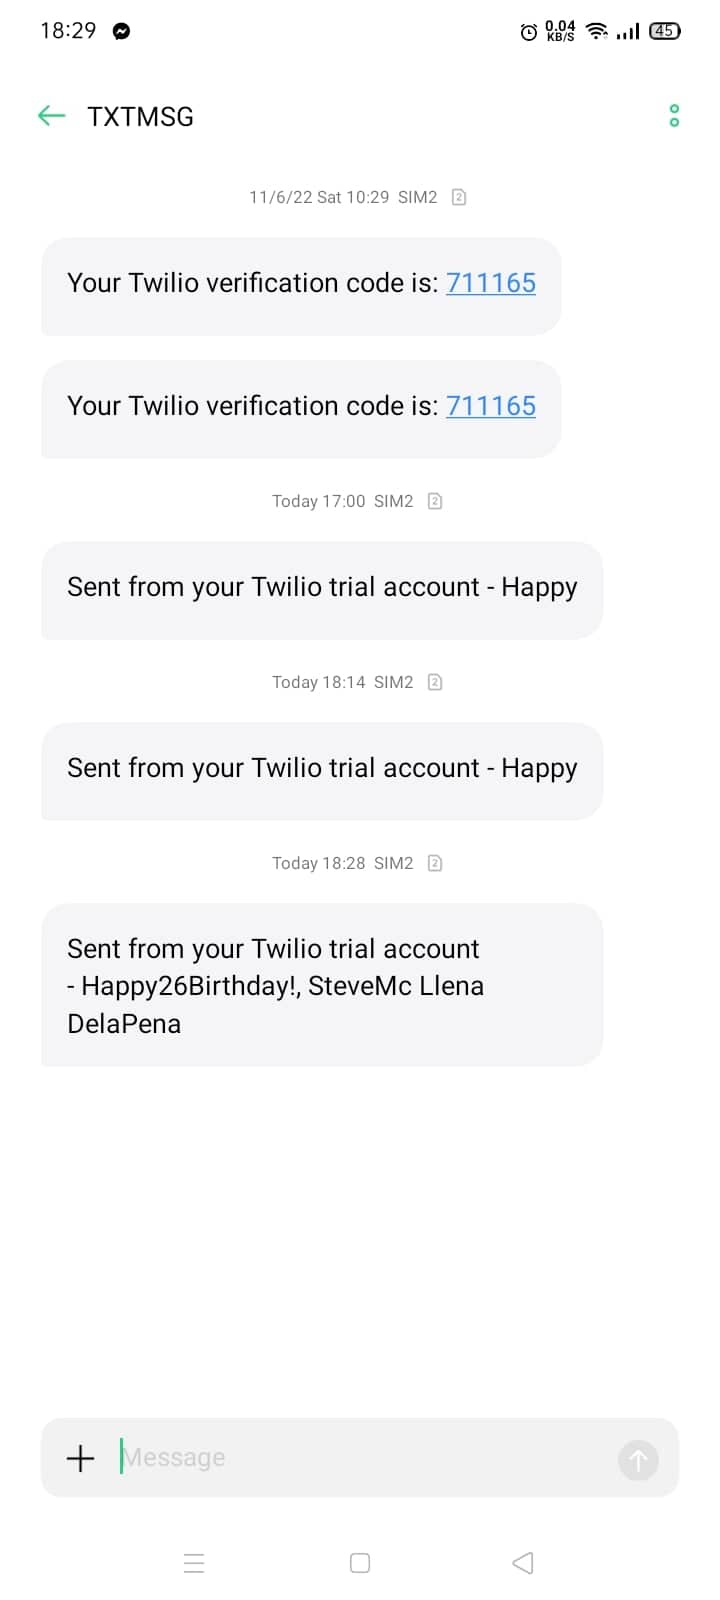 18:29
0.04
KB/S
45
TXTMSG
11/6/22 Sat 10:29 SIM2 2
Your Twilio verification code is: 711165
Your Twilio verification code is: 711165
Today 17:00 SIM2 2
Sent from your Twilio trial account - Happy
Today 18:14 SIM2 2
Sent from your Twilio trial account - Happy
Today 18:28 SIM2 2
Sent from your Twilio trial account
- Happy26Birthday!, SteveMc Llena
DelaPena
Message